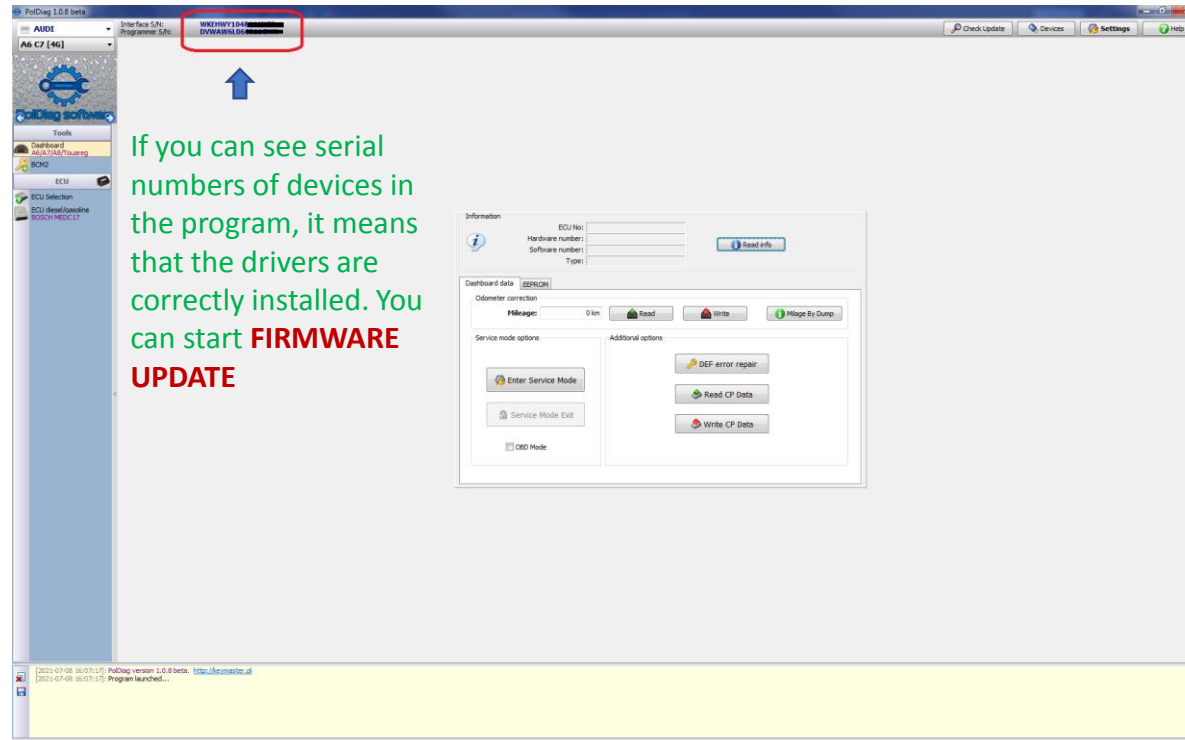 PolDiag 1.0.8 beta
AUDI
Interface S/N: WKEHWY1048
Programmer S/N: DVWAW6L06
Check Update
Devices
Settings
Help
A6 C7 [4G]
PolDiag software
Tools
Dashboard
A6/A7/A8/Touareg
BCM2
ECU
ECU Selection
ECU diesel/gasoline
BOSCH MEDC17
If you can see serial
numbers of devices in
the program, it means
that the drivers are
correctly installed. You
can start FIRMWARE
UPDATE
Information
ECU No:
Hardware number:
Software number:
Type:
Read info
Dashboard data
EEPROM
Odometer correction
Mileage: 0 km
Read
Write
Milage By Dump
Service mode options
Additional options
Enter Service Mode
Service Mode Exit
OBD Mode
DEF error repair
Read CP Data
Write CP Data
<
[2021-07-08 16:07:17]: PolDiag version 1.0.8 beta. http://keymaster.pl
[2021-07-08 16:07:17]: Program launched...